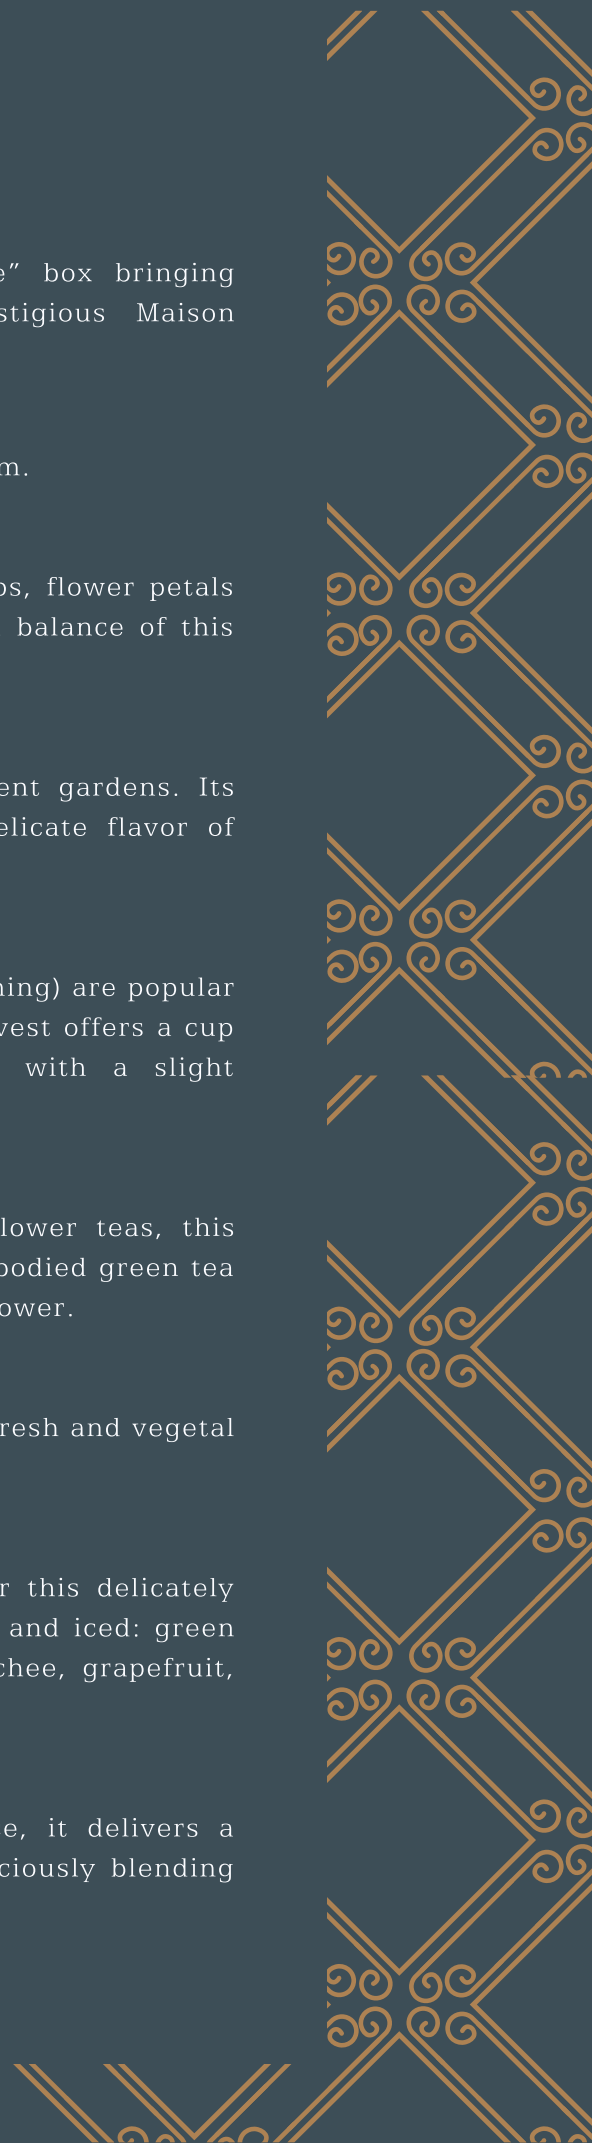 e” box bringing
stigious Maison
m.
os, flower petals
balance of this
ent gardens. Its
elicate flavor of
ning) are popular
vest offers a cup
with a slight
lower teas, this
bodied green tea
ower.
resh and vegetal
r this delicately
and iced: green
chee, grapefruit,
e, it delivers a
ciously blending